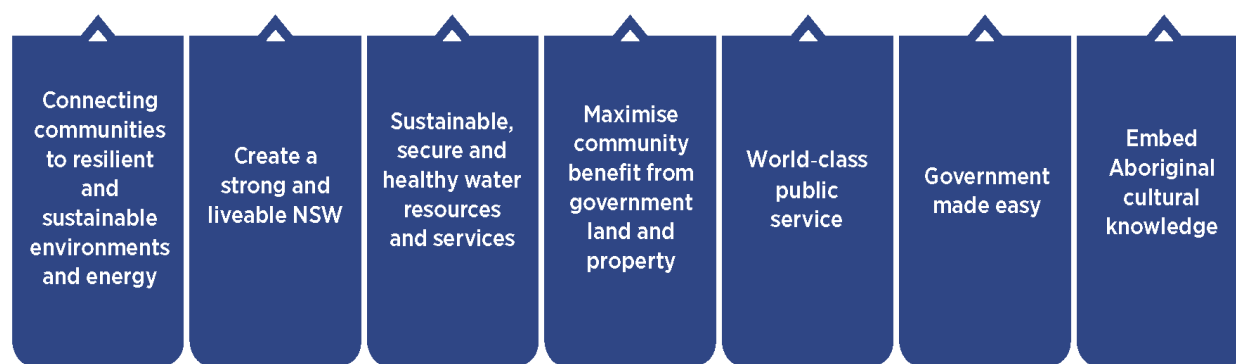 Connecting
communities
to resilient
and
sustainable
environments
and energy
Create a
strong and
liveable NSW
Sustainable,
secure and
healthy water
resources
and services
Maximise
community
benefit from
government
land and
property
World-class
public
service
Government
made easy
Embed
Aboriginal
cultural
knowledge